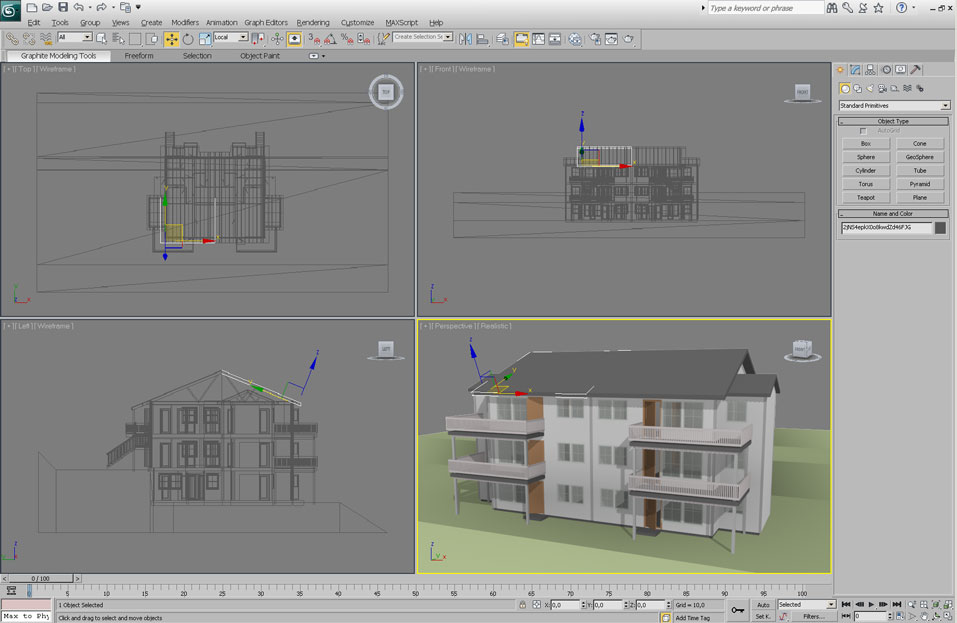 Type a keyword or phrase
Edit Tools Group Views Create Modifiers Animation Graph Editors Rendering Customize MAXScript Help
All Local 3 Create Selection S
Graphite Modeling Tools Freeform Selection Object Paint
[ + ] [ Top ] [ Wireframe ]
TOP
[ + ] [ Front ] [ Wireframe ]
FRONT
[ + ] [ Left ] [ Wireframe ]
LEFT
[ + ] [ Perspective ] [ Realistic ]
Standard Primitives
Object Type
AutoGrid
Box Cone
Sphere GeoSphere
Cylinder Tube
Torus Pyramid
Teapot Plane
Name and Color
0 / 100
0 5 10 15 20 25 30 35 40 45 50 55 60 65 70 75 80 85 90 95 100
1 Object Selected X: 0,0 Y: 0,0 Z: 0,0 Grid = 10,0 Auto Selected
Max to Phy Click and drag to select and move objects Add Time Tag Set K. Filters... 0